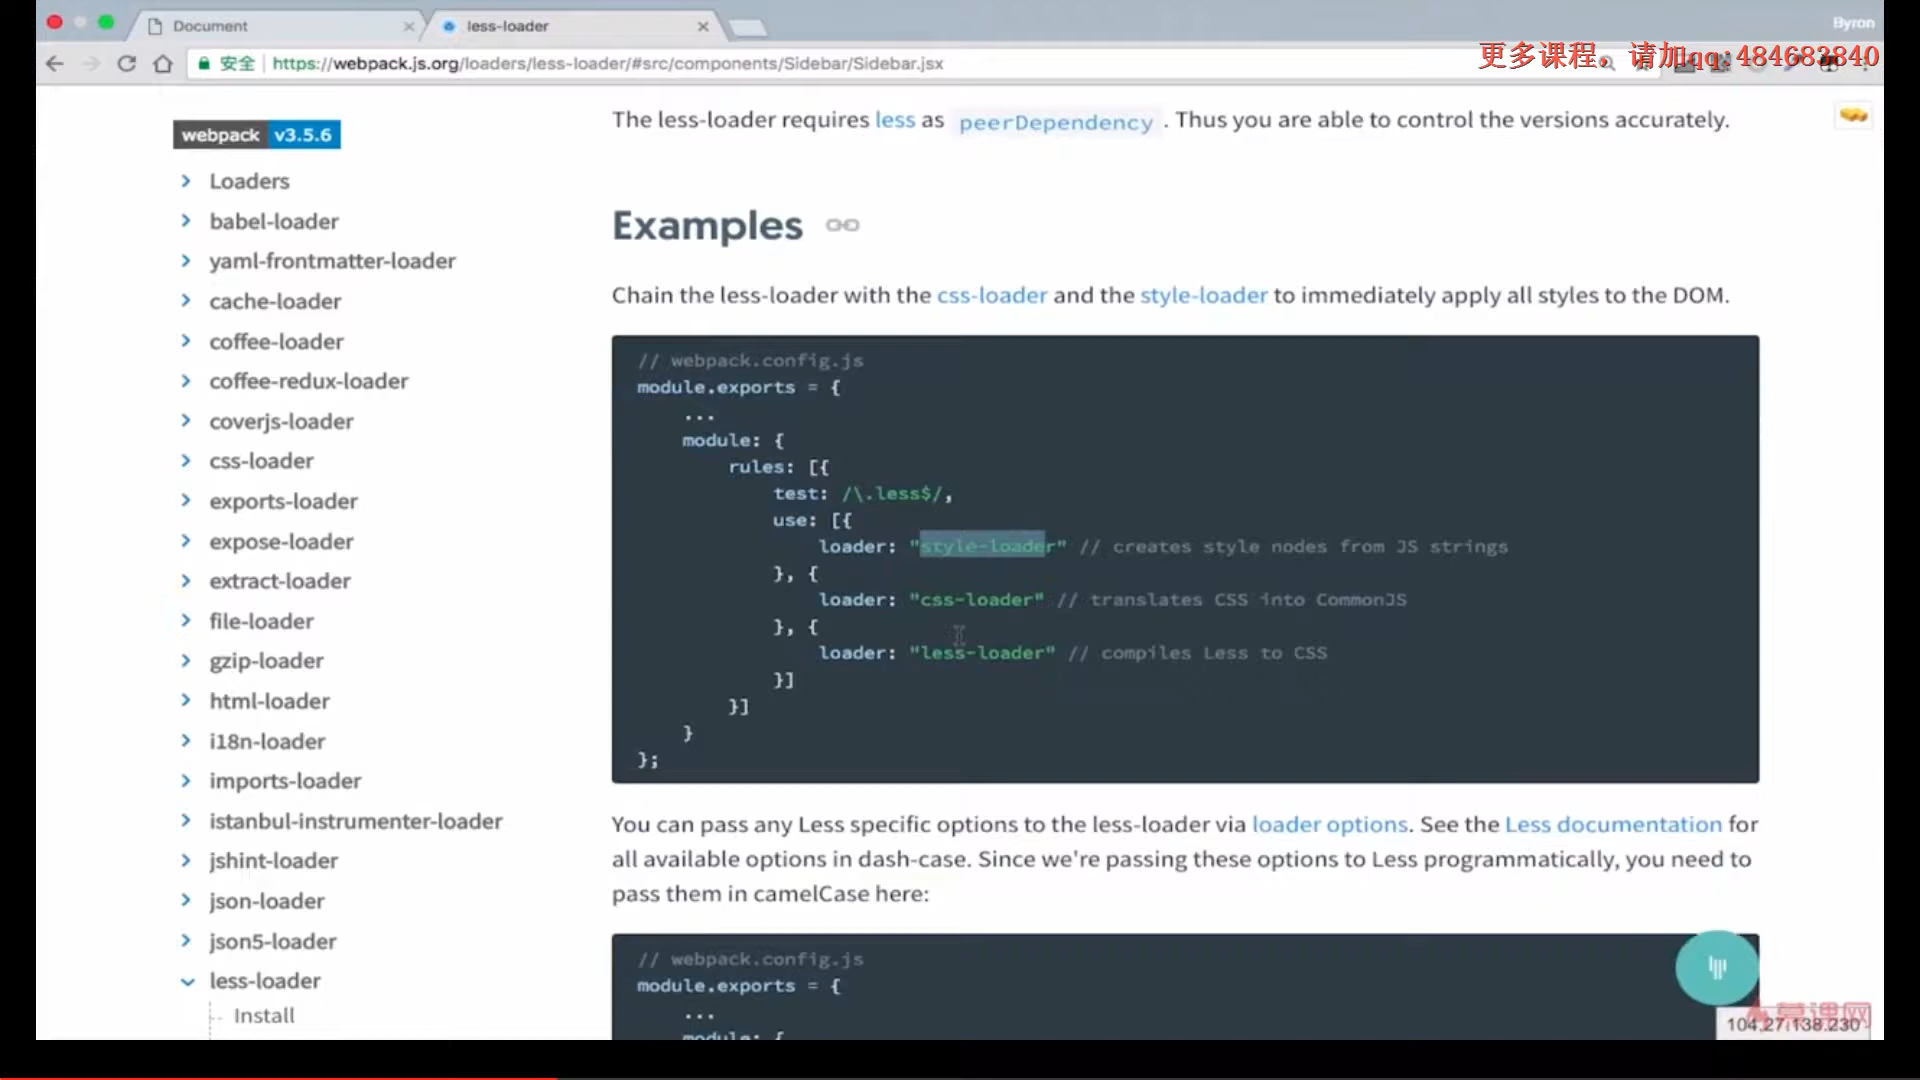 Document
less-loader
Byron
安全
https://webpack.js.org/loaders/less-loader/#src/components/Sidebar/Sidebar.jsx
更多课程，请加qq:484683840
webpack v3.5.6
Loaders
babel-loader
yaml-frontmatter-loader
cache-loader
coffee-loader
coffee-redux-loader
coverjs-loader
css-loader
exports-loader
expose-loader
extract-loader
file-loader
gzip-loader
html-loader
i18n-loader
imports-loader
istanbul-instrumenter-loader
jshint-loader
json-loader
json5-loader
less-loader
Install
The less-loader requires less as peerDependency . Thus you are able to control the versions accurately.
Examples
Chain the less-loader with the css-loader and the style-loader to immediately apply all styles to the DOM.
// webpack.config.js
module.exports = {
...
module: {
rules: [{
test: /\.less$/,
use: [{
loader: "style-loader" // creates style nodes from JS strings
}, {
loader: "css-loader" // translates CSS into CommonJS
}, {
loader: "less-loader" // compiles Less to CSS
}]
}]
}
};
You can pass any Less specific options to the less-loader via loader options. See the Less documentation for
all available options in dash-case. Since we're passing these options to Less programmatically, you need to
pass them in camelCase here:
// webpack.config.js
module.exports = {
...
module: {
慕课网
104.27.138.230